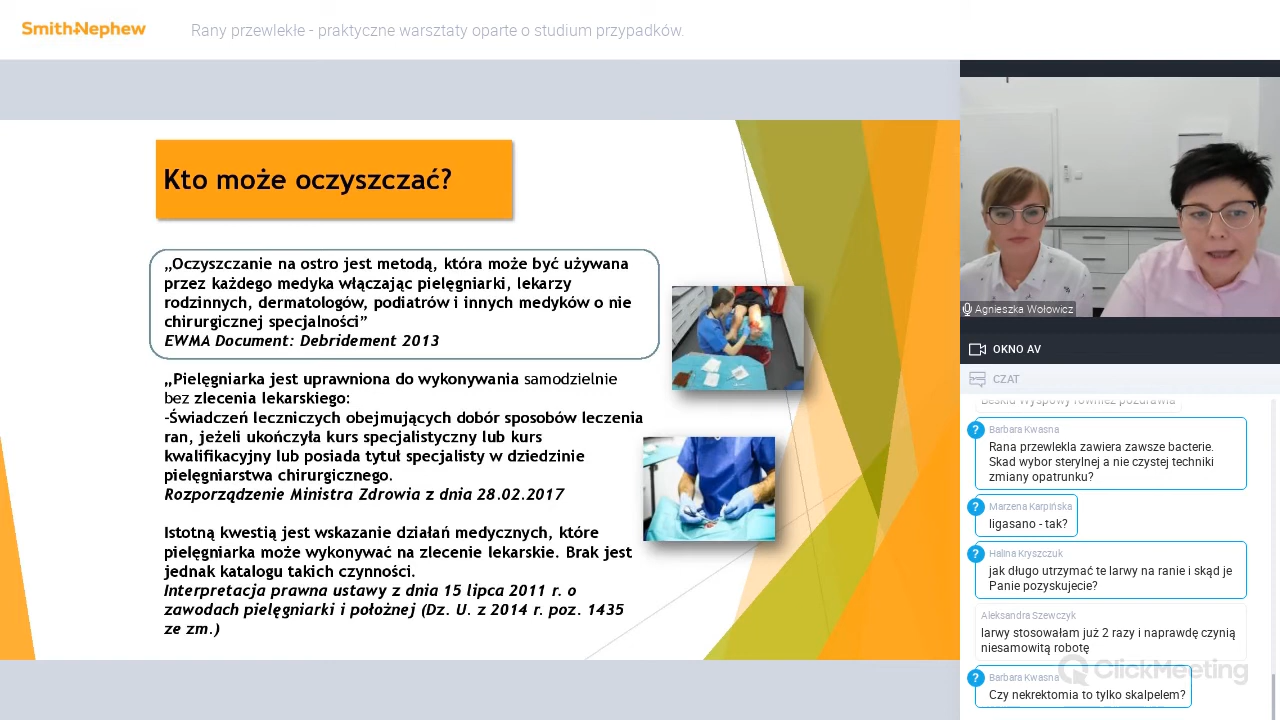 Smith+Nephew
Rany przewlekłe - praktyczne warsztaty oparte o studium przypadków.
Kto może oczyszczać?
„Oczyszczanie na ostro jest metodą, która może być używana
przez każdego medyka włączając pielęgniarki, lekarzy
rodzinnych, dermatologów, podiatrów i innych medyków o nie
chirurgicznej specjalności”
EWMA Document: Debridement 2013
„Pielęgniarka jest uprawniona do wykonywania samodzielnie
bez zlecenia lekarskiego:
-Świadczeń leczniczych obejmujących dobór sposobów leczenia
ran, jeżeli ukończyła kurs specjalistyczny lub kurs
kwalifikacyjny lub posiada tytuł specjalisty w dziedzinie
pielęgniarstwa chirurgicznego.
Rozporządzenie Ministra Zdrowia z dnia 28.02.2017
Istotną kwestią jest wskazanie działań medycznych, które
pielęgniarka może wykonywać na zlecenie lekarskie. Brak jest
jednak katalogu takich czynności.
Interpretacja prawna ustawy z dnia 15 lipca 2011 r. o
zawodach pielęgniarki i położnej (Dz. U. z 2014 r. poz. 1435
ze zm.)
Agnieszka Wołowicz
OKNO AV
CZAT
Beskid Wyspowy również pozdrawia
Barbara Kwasna
Rana przewlekla zawiera zawsze bacterie.
Skad wybor sterylnej a nie czystej techniki
zmiany opatrunku?
Marzena Karpińska
ligasano - tak?
Halina Kryszczuk
jak długo utrzymać te larwy na ranie i skąd je
Panie pozyskujecie?
Aleksandra Szewczyk
larwy stosowałam już 2 razy i naprawdę czynią
niesamowitą robotę
ClickMeeting
Barbara Kwasna
Czy nekrektomia to tylko skalpelem?